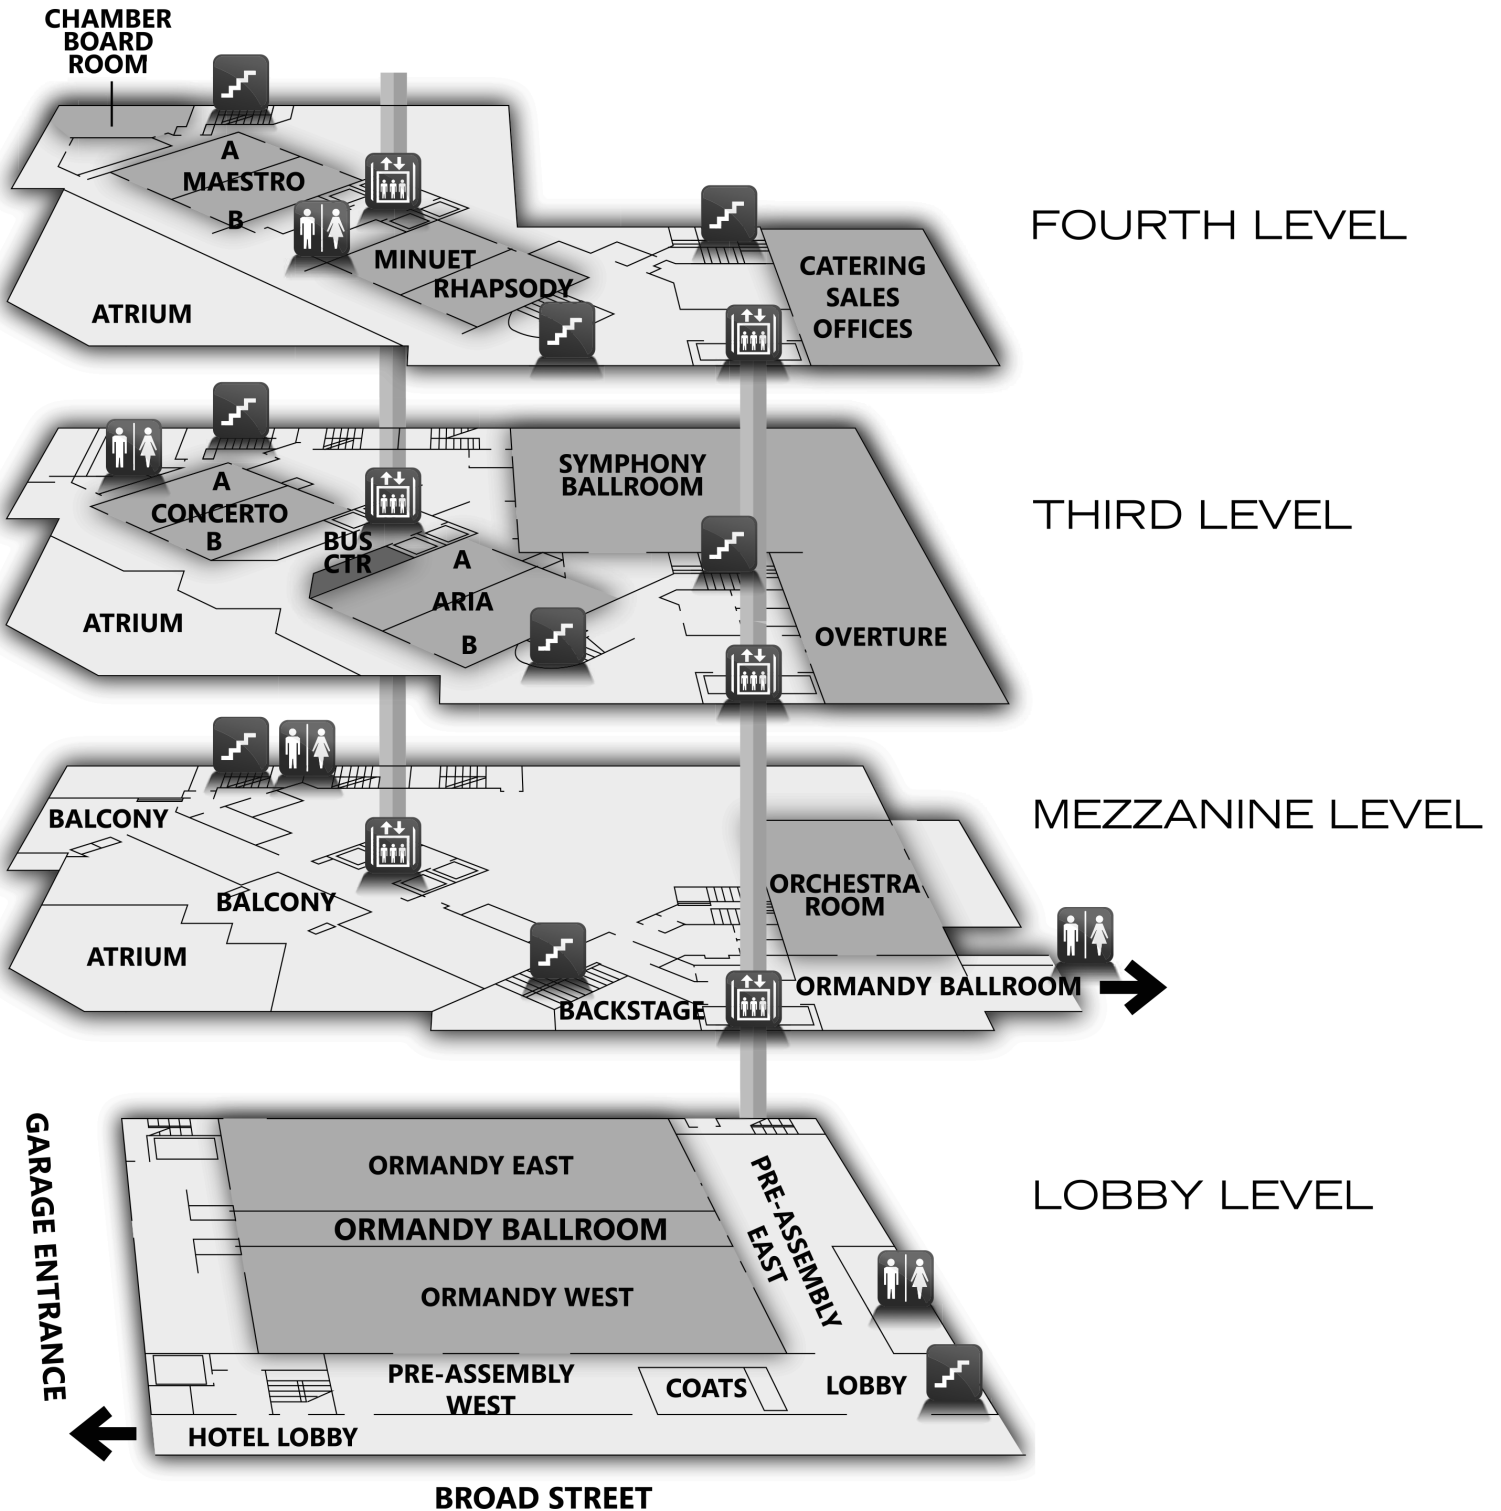 CHAMBER
BOARD
ROOM
A
MAESTRO
B
MINUET
RHAPSODY
ATRIUM
CATERING
SALES
OFFICES
FOURTH LEVEL
A
CONCERTO
B
BUS
CTR
A
ARIA
B
SYMPHONY
BALLROOM
OVERTURE
ATRIUM
THIRD LEVEL
BALCONY
BALCONY
ATRIUM
BACKSTAGE
ORCHESTRA
ROOM
ORMANDY BALLROOM
MEZZANINE LEVEL
GARAGE ENTRANCE
ORMANDY EAST
ORMANDY BALLROOM
ORMANDY WEST
PRE-ASSEMBLY
EAST
PRE-ASSEMBLY
WEST
COATS
LOBBY
HOTEL LOBBY
LOBBY LEVEL
BROAD STREET